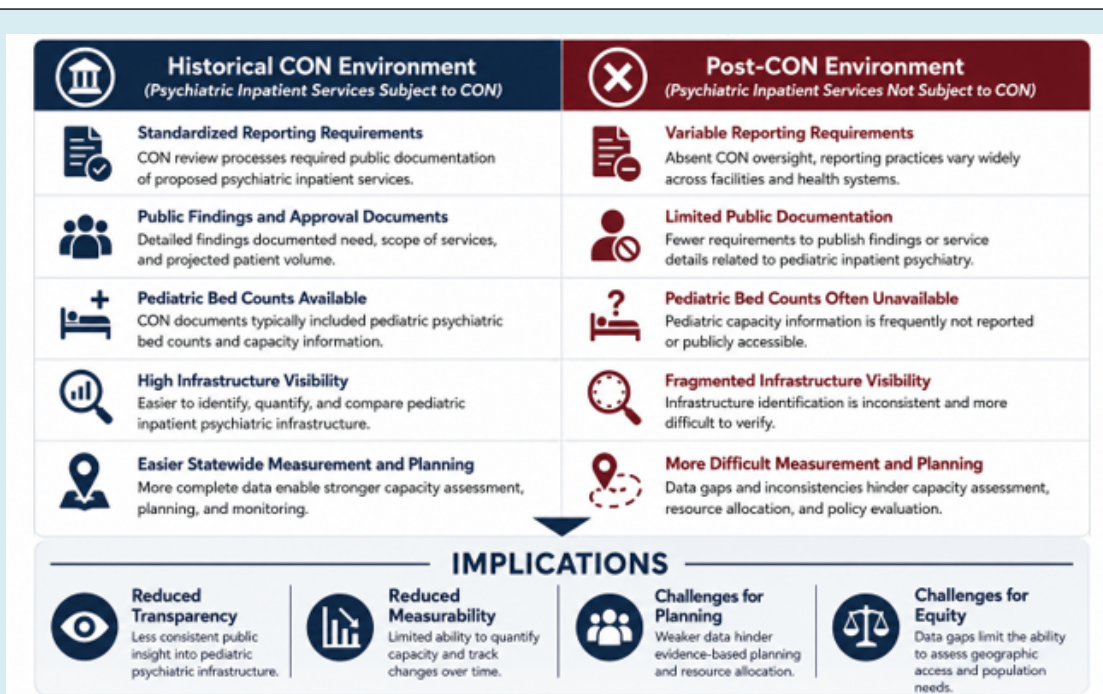 Historical CON Environment
(Psychiatric Inpatient Services Subject to CON)
Post-CON Environment
(Psychiatric Inpatient Services Not Subject to CON)
Standardized Reporting Requirements
CON review processes required public documentation
of proposed psychiatric inpatient services.
Variable Reporting Requirements
Absent CON oversight, reporting practices vary widely
across facilities and health systems.
Public Findings and Approval Documents
Detailed findings documented need, scope of services,
and projected patient volume.
Limited Public Documentation
Fewer requirements to publish findings or service
details related to pediatric inpatient psychiatry.
Pediatric Bed Counts Available
CON documents typically included pediatric psychiatric
bed counts and capacity information.
?
Pediatric Bed Counts Often Unavailable
Pediatric capacity information is frequently not reported
or publicly accessible.
High Infrastructure Visibility
Easier to identify, quantify, and compare pediatric
inpatient psychiatric infrastructure.
Fragmented Infrastructure Visibility
Infrastructure identification is inconsistent and more
difficult to verify.
Easier Statewide Measurement and Planning
More complete data enable stronger capacity assessment,
planning, and monitoring.
More Difficult Measurement and Planning
Data gaps and inconsistencies hinder capacity assessment,
resource allocation, and policy evaluation.
IMPLICATIONS
Reduced
Transparency
Less consistent public
insight into pediatric
psychiatric infrastructure.
Reduced
Measurability
Limited ability to quantify
capacity and track
changes over time.
Challenges for
Planning
Weaker data hinder
evidence-based planning
and resource allocation.
Challenges for
Equity
Data gaps limit the ability
to assess geographic
access and population
needs.